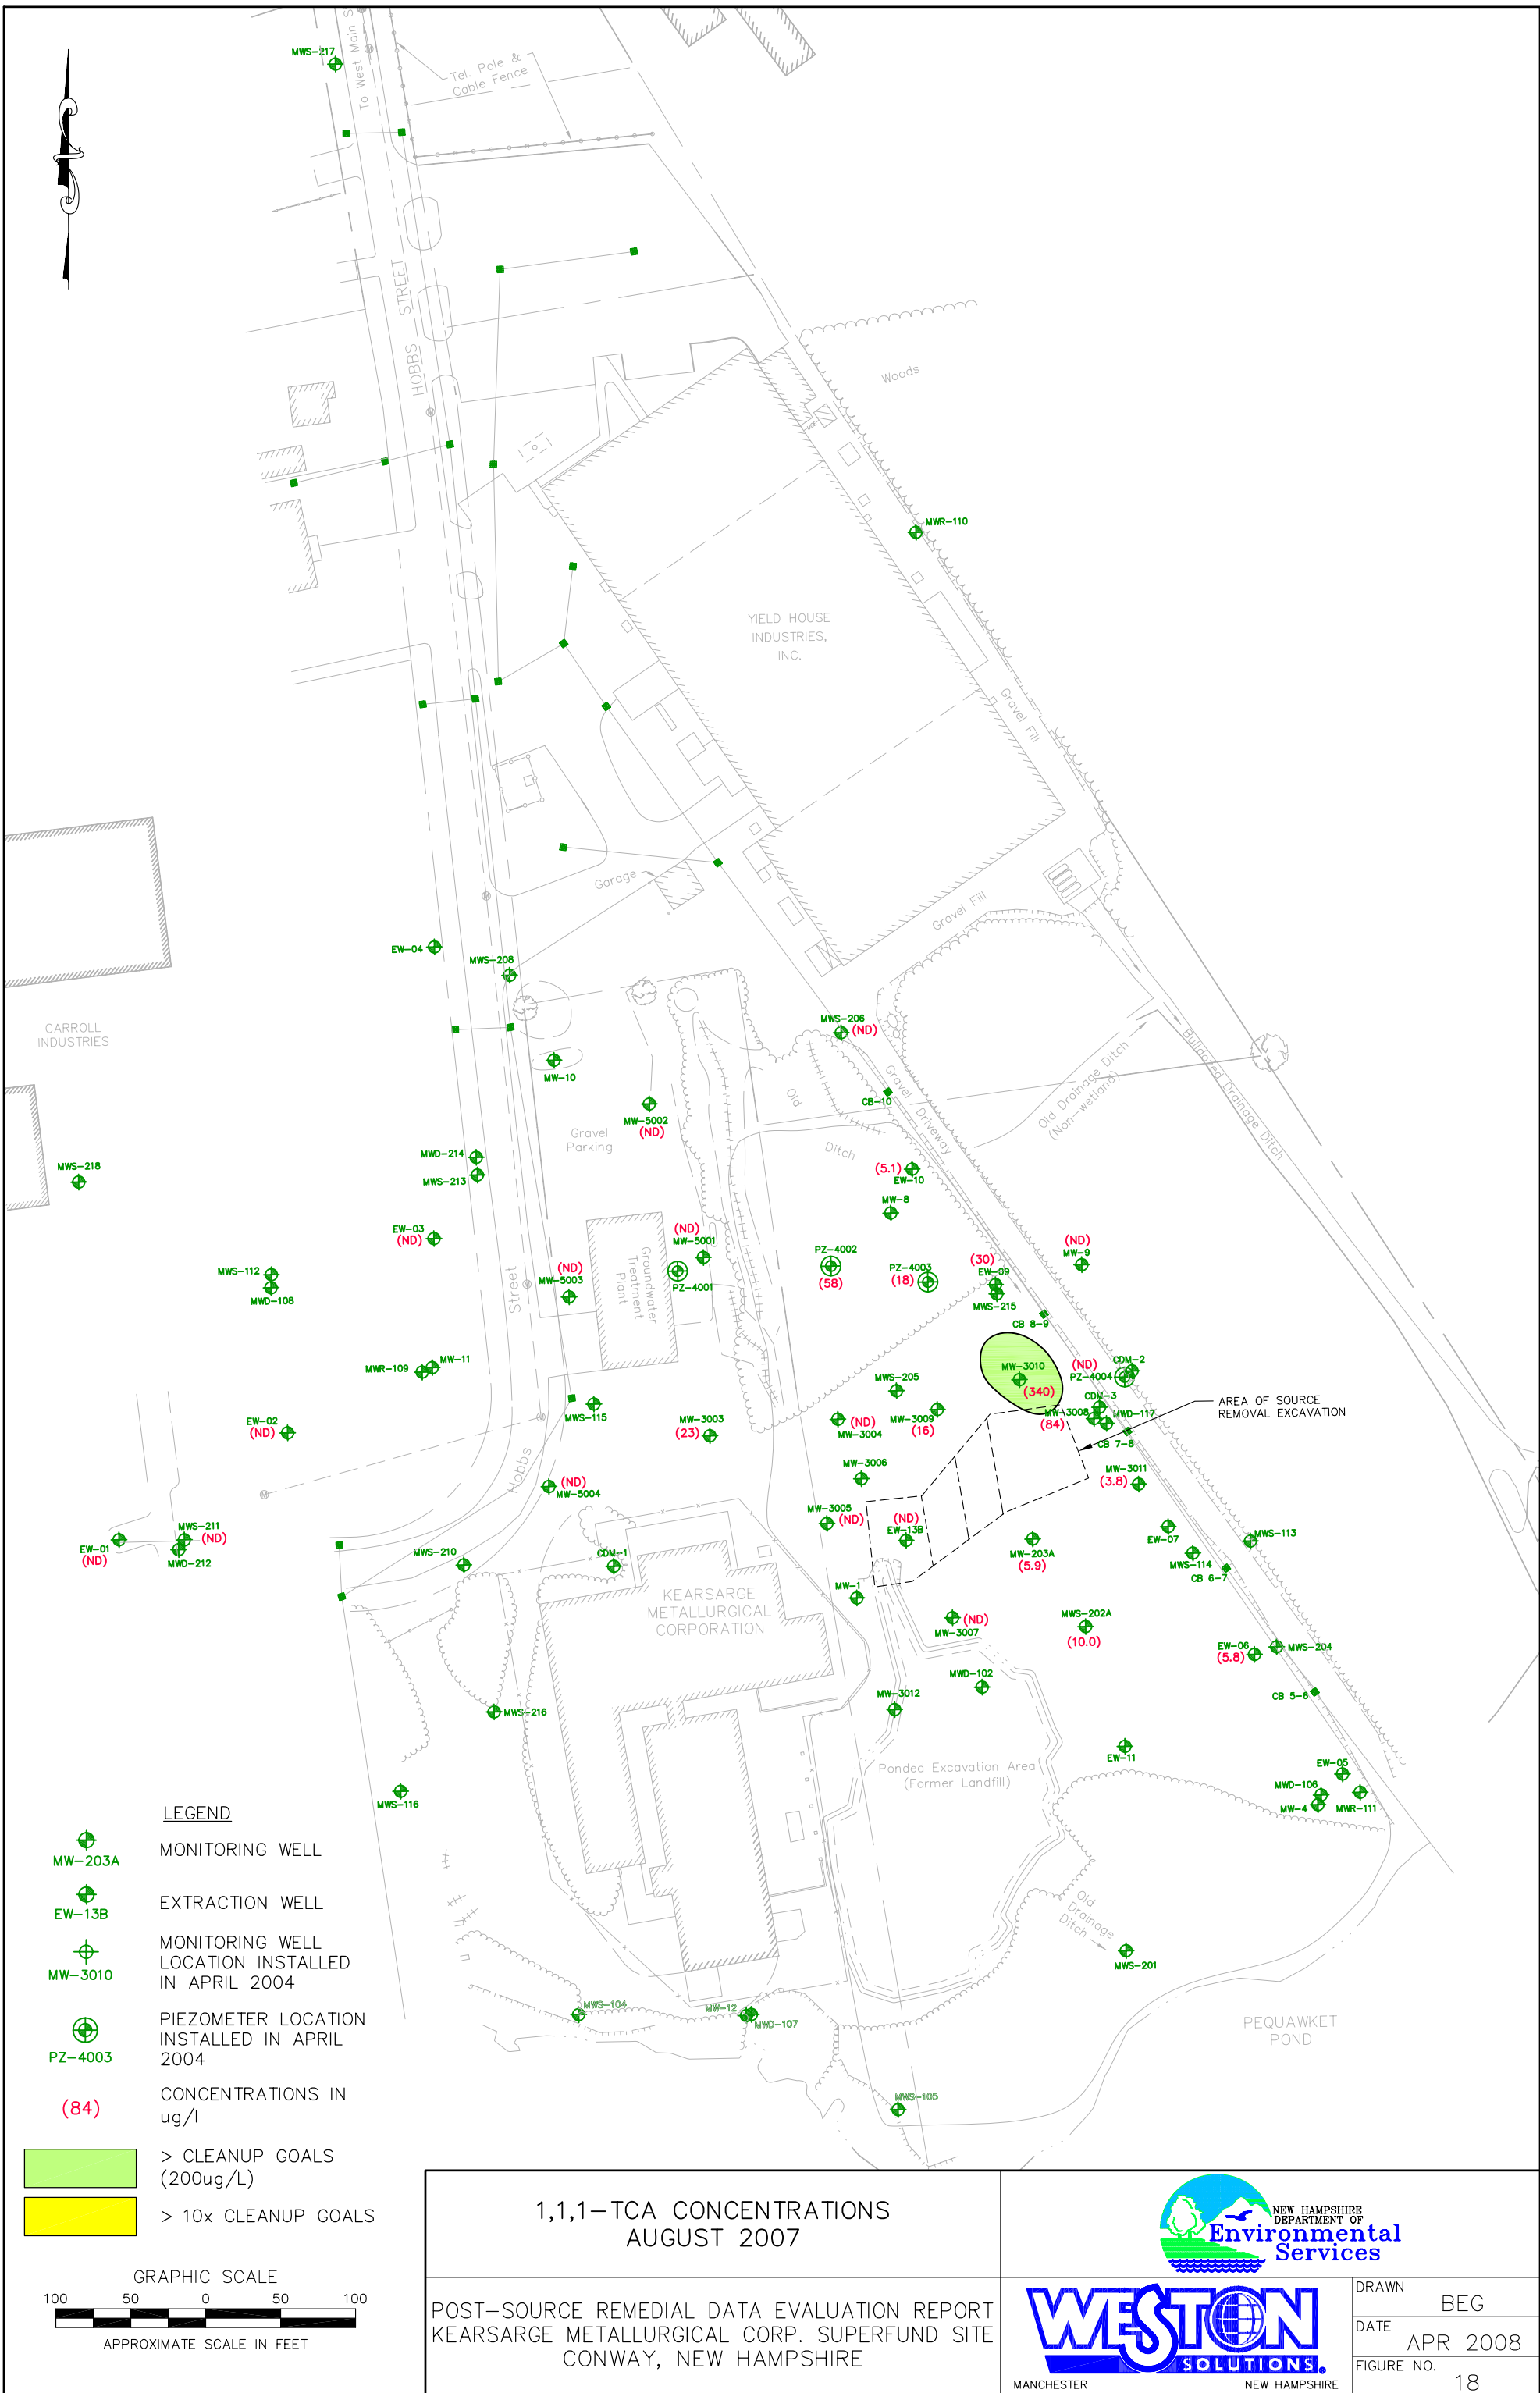 MWS-217
To West Main S
Tel. Pole &
Cable Fence
HOBBS STREET
Woods
MWR-110
YIELD HOUSE
INDUSTRIES,
INC.
Gravel Fill
Garage
Gravel Fill
EW-04
MWS-208
CARROLL
INDUSTRIES
MWS-206
(ND)
Old Drainage Ditch
(Non-wetland)
Bulldozed Drainage Ditch
MW-10
Gravel Driveway
CB-10
Old
Ditch
MW-5002
(ND)
Gravel
Parking
MWD-214
MWS-213
MWS-218
(5.1)
EW-10
MW-8
EW-03
(ND)
(ND)
MW-5001
(ND)
MW-9
PZ-4002
(58)
PZ-4003
(18)
(30)
EW-09
MWS-215
MWS-112
MWD-108
(ND)
MW-5003
Groundwater
Treatment
Plant
PZ-4001
Street
CB 8-9
MWR-109
MW-11
MW-3010
(340)
(ND)
CDM-2
PZ-4004
MWS-205
CDM-3
AREA OF SOURCE
REMOVAL EXCAVATION
MWS-115
EW-02
(ND)
MW-3003
(23)
(ND)
MW-3004
MW-3009
(16)
MW-3008
(84)
MWD-117
CB 7-8
Hobbs
MW-3006
MW-3011
(3.8)
(ND)
MW-5004
MW-3005
(ND)
(ND)
EW-13B
EW-01
(ND)
MWS-211
(ND)
MWD-212
MW-203A
(5.9)
EW-07
MWS-113
MWS-114
CB 6-7
MWS-210
CDM-1
KEARSARGE
METALLURGICAL
CORPORATION
MW-1
(ND)
MW-3007
MWS-202A
(10.0)
EW-06
(5.8)
MWS-204
MWD-102
MW-3012
CB 5-6
MWS-216
EW-11
Ponded Excavation Area
(Former Landfill)
EW-05
MWD-106
MW-4
MWR-111
MWS-116
Old
Drainage
Ditch
MWS-201
MWS-104
MW-12
MWD-107
PEQUAWKET
POND
MWS-105
LEGEND
MW-203A
MONITORING WELL
EW-13B
EXTRACTION WELL
MW-3010
MONITORING WELL
LOCATION INSTALLED
IN APRIL 2004
PZ-4003
PIEZOMETER LOCATION
INSTALLED IN APRIL
2004
(84)
CONCENTRATIONS IN
ug/l
> CLEANUP GOALS
(200ug/L)
> 10x CLEANUP GOALS
GRAPHIC SCALE
100 50 0 50 100
APPROXIMATE SCALE IN FEET
1,1,1-TCA CONCENTRATIONS
AUGUST 2007
POST-SOURCE REMEDIAL DATA EVALUATION REPORT
KEARSARGE METALLURGICAL CORP. SUPERFUND SITE
CONWAY, NEW HAMPSHIRE
NEW HAMPSHIRE
DEPARTMENT OF
Environmental
Services
WESTON
SOLUTIONS®
MANCHESTER NEW HAMPSHIRE
DRAWN
BEG
DATE
APR 2008
FIGURE NO.
18